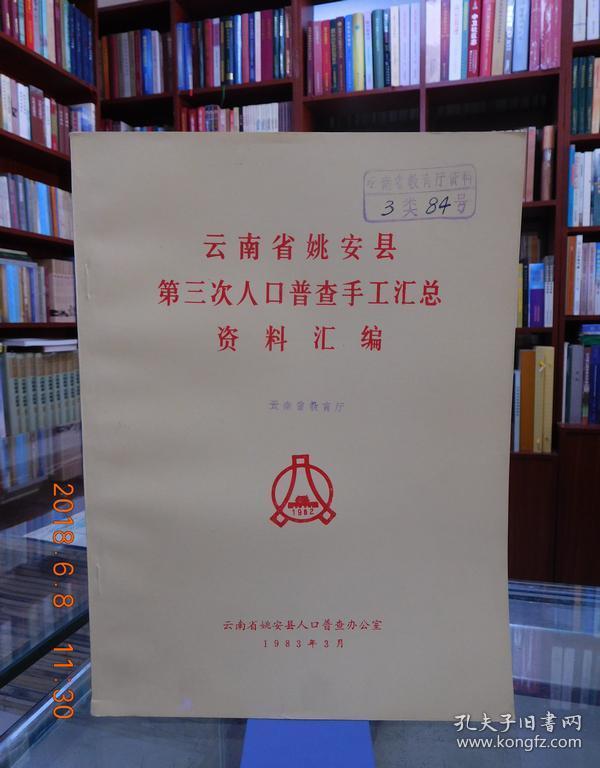 云南省教育厅资料
3类84号
云南省姚安县
第三次人口普查手工汇总
资料汇编
云南省教育厅
1982
云南省姚安县人口普查办公室
1983年3月
2018.6.8 11:30
孔夫子旧书网
www.kongfz.com